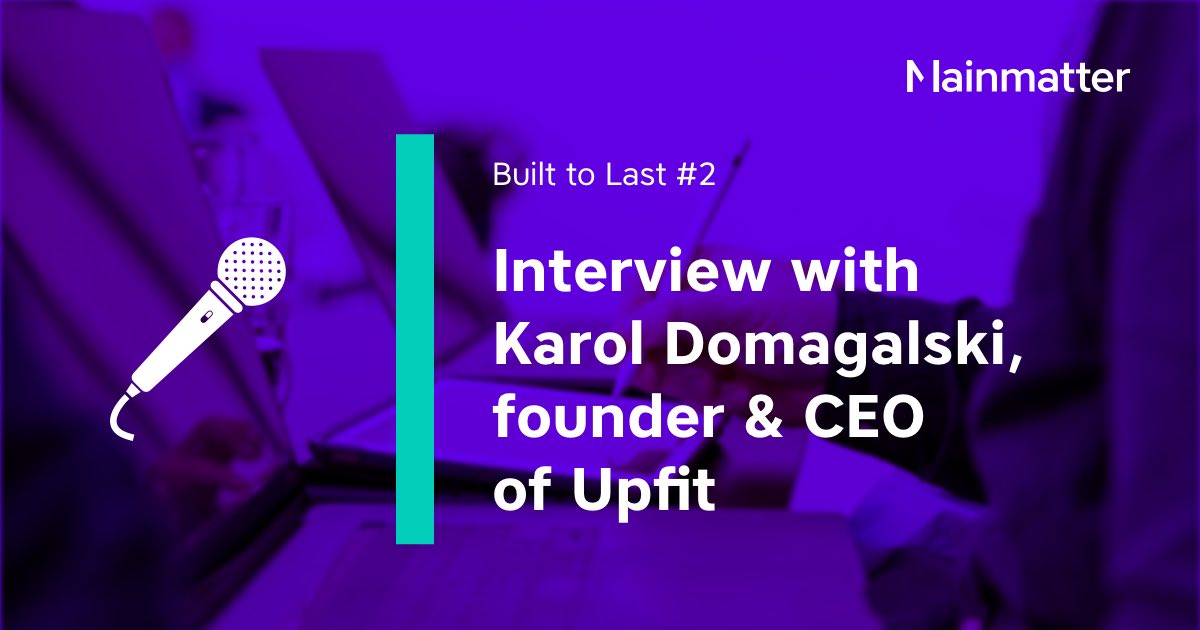 Mainmatter
Built to Last #2
Interview with
Karol Domagalski,
founder & CEO
of Upfit